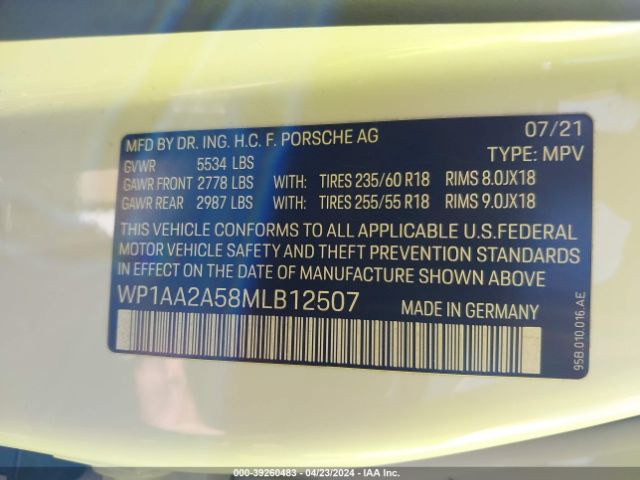 MFD BY DR. ING. H.C. F. PORSCHE AG 07/21
GVWR 5534 LBS TYPE: MPV
GAWR FRONT 2778 LBS WITH: TIRES 235/60 R18 RIMS 8.0JX18
GAWR REAR 2987 LBS WITH: TIRES 255/55 R18 RIMS 9.0JX18
THIS VEHICLE CONFORMS TO ALL APPLICABLE U.S.FEDERAL
MOTOR VEHICLE SAFETY AND THEFT PREVENTION STANDARDS
IN EFFECT ON THE DATE OF MANUFACTURE SHOWN ABOVE
WP1AA2A58MLB12507 MADE IN GERMANY
95B.010.016.AE
000-39260483 - 04/23/2024 - IAA Inc.